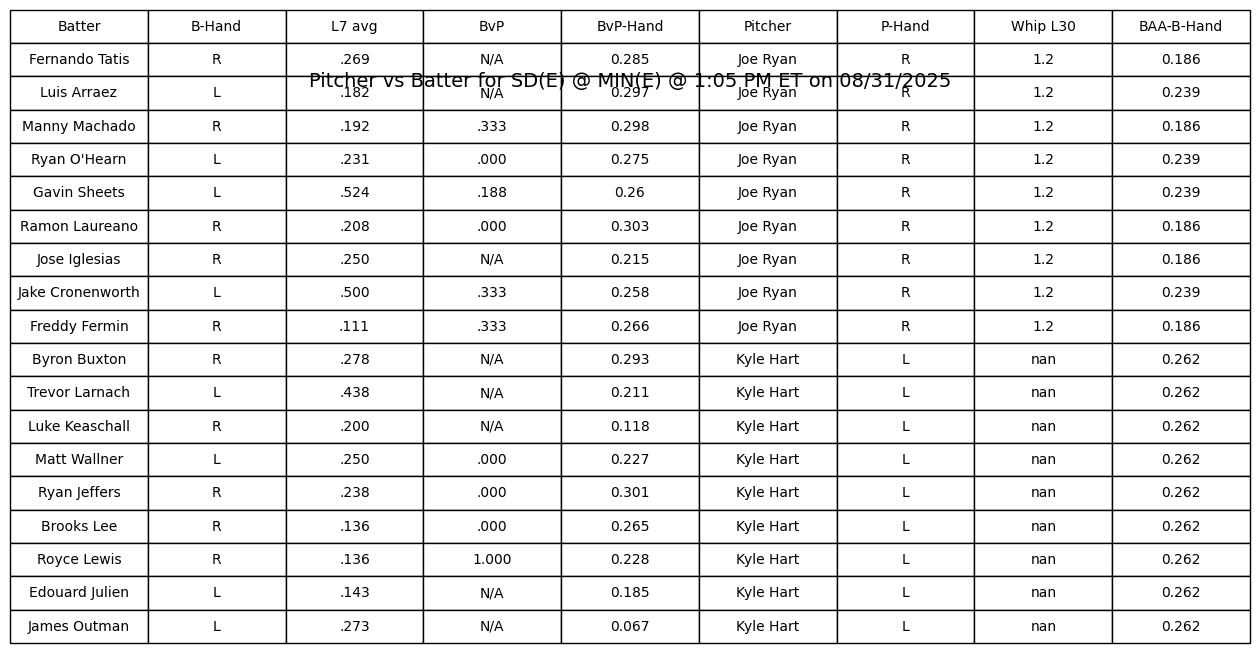 Batter B-Hand L7 avg BvP BvP-Hand Pitcher P-Hand Whip L30 BAA-B-Hand
Fernando Tatis R .269 N/A 0.285 Joe Ryan R 1.2 0.186
Pitcher vs Batter for SD(E) @ MIN(E) @ 1:05 PM ET on 08/31/2025
Luis Arraez L .182 N/A 0.297 Joe Ryan R 1.2 0.239
Manny Machado R .192 .333 0.298 Joe Ryan R 1.2 0.186
Ryan O'Hearn L .231 .000 0.275 Joe Ryan R 1.2 0.239
Gavin Sheets L .524 .188 0.26 Joe Ryan R 1.2 0.239
Ramon Laureano R .208 .000 0.303 Joe Ryan R 1.2 0.186
Jose Iglesias R .250 N/A 0.215 Joe Ryan R 1.2 0.186
Jake Cronenworth L .500 .333 0.258 Joe Ryan R 1.2 0.239
Freddy Fermin R .111 .333 0.266 Joe Ryan R 1.2 0.186
Byron Buxton R .278 N/A 0.293 Kyle Hart L nan 0.262
Trevor Larnach L .438 N/A 0.211 Kyle Hart L nan 0.262
Luke Keaschall R .200 N/A 0.118 Kyle Hart L nan 0.262
Matt Wallner L .250 .000 0.227 Kyle Hart L nan 0.262
Ryan Jeffers R .238 .000 0.301 Kyle Hart L nan 0.262
Brooks Lee R .136 .000 0.265 Kyle Hart L nan 0.262
Royce Lewis R .136 1.000 0.228 Kyle Hart L nan 0.262
Edouard Julien L .143 N/A 0.185 Kyle Hart L nan 0.262
James Outman L .273 N/A 0.067 Kyle Hart L nan 0.262